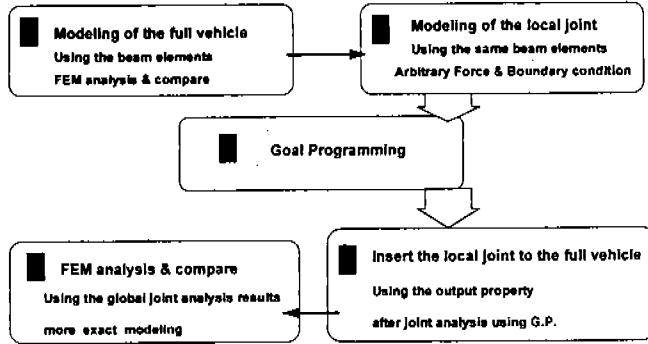 Modeling of the full vehicle
Using the beam elements
FEM analysis & compare
Modeling of the local joint
Using the same beam elements
Arbitrary Force & Boundary condition
Goal Programming
Insert the local joint to the full vehicle
Using the output property
after joint analysis using G.P.
FEM analysis & compare
Using the global joint analysis results
more exact modeling